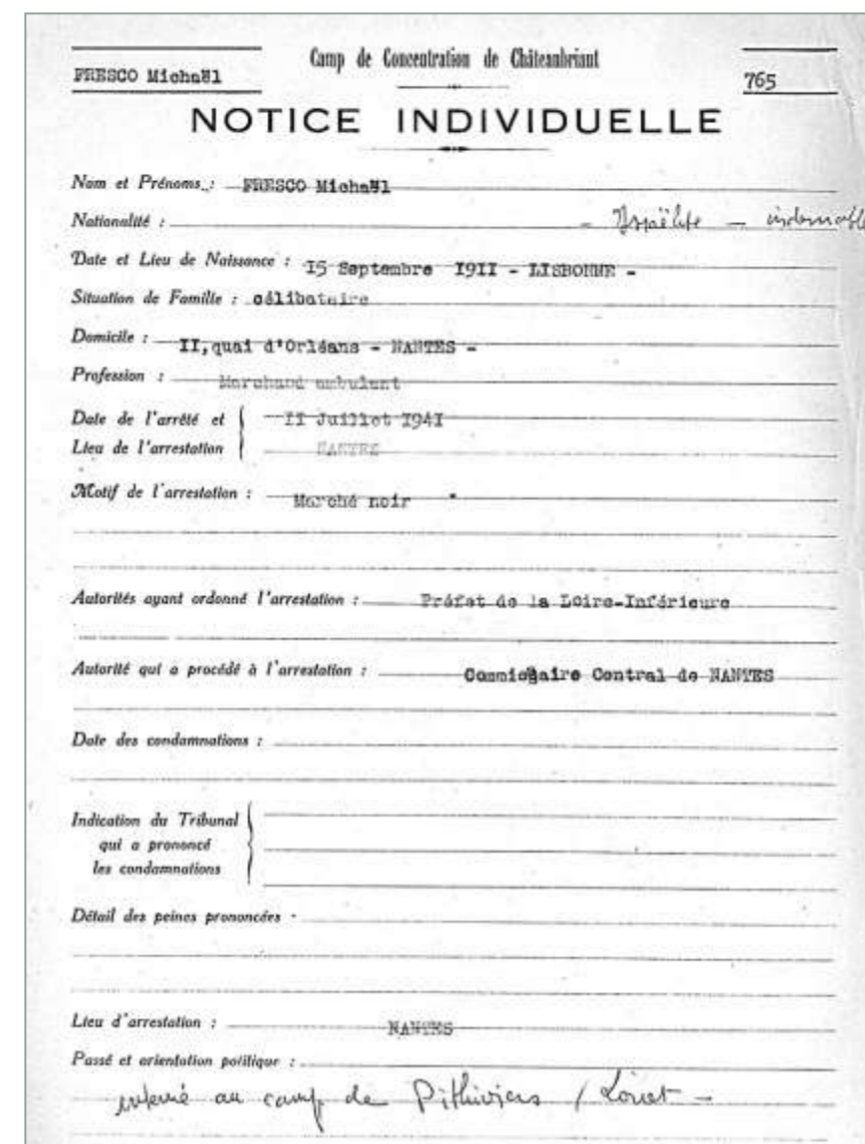 FRESCO Michaël
Camp de Concentration de Châteaubriant
765
NOTICE INDIVIDUELLE
Nom et Prénoms : FRESCO Michaël
Nationalité : - Israëlite - indésirable
Date et Lieu de Naissance : 15 Septembre 1911 - LISBONNE -
Situation de Famille : célibataire
Domicile : II, quai d'Orléans - NANTES -
Profession : Marchand ambulant
Date de l'arrêté et { II Juillet 1941
Lieu de l'arrestation { NANTES
Motif de l'arrestation : Marché noir
Autorités ayant ordonné l'arrestation : Préfet de la Loire-Inférieure
Autorité qui a procédé à l'arrestation : Commissaire Central de NANTES
Date des condamnations :
Indication du Tribunal
qui a prononcé
les condamnations
Détail des peines prononcées -
Lieu d'arrestation : NANTES
Passé et orientation politique :
interné au camp de Pithiviers / Loiret -